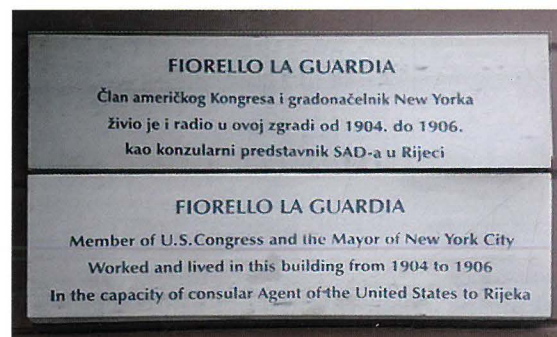 FIORELLO LA GUARDIA
Član američkog Kongresa i gradonačelnik New Yorka
živio je i radio u ovoj zgradi od 1904. do 1906.
kao konzularni predstavnik SAD-a u Rijeci
FIORELLO LA GUARDIA
Member of U.S.Congress and the Mayor of New York City
Worked and lived in this building from 1904 to 1906
In the capacity of consular Agent of the United States to Rijeka